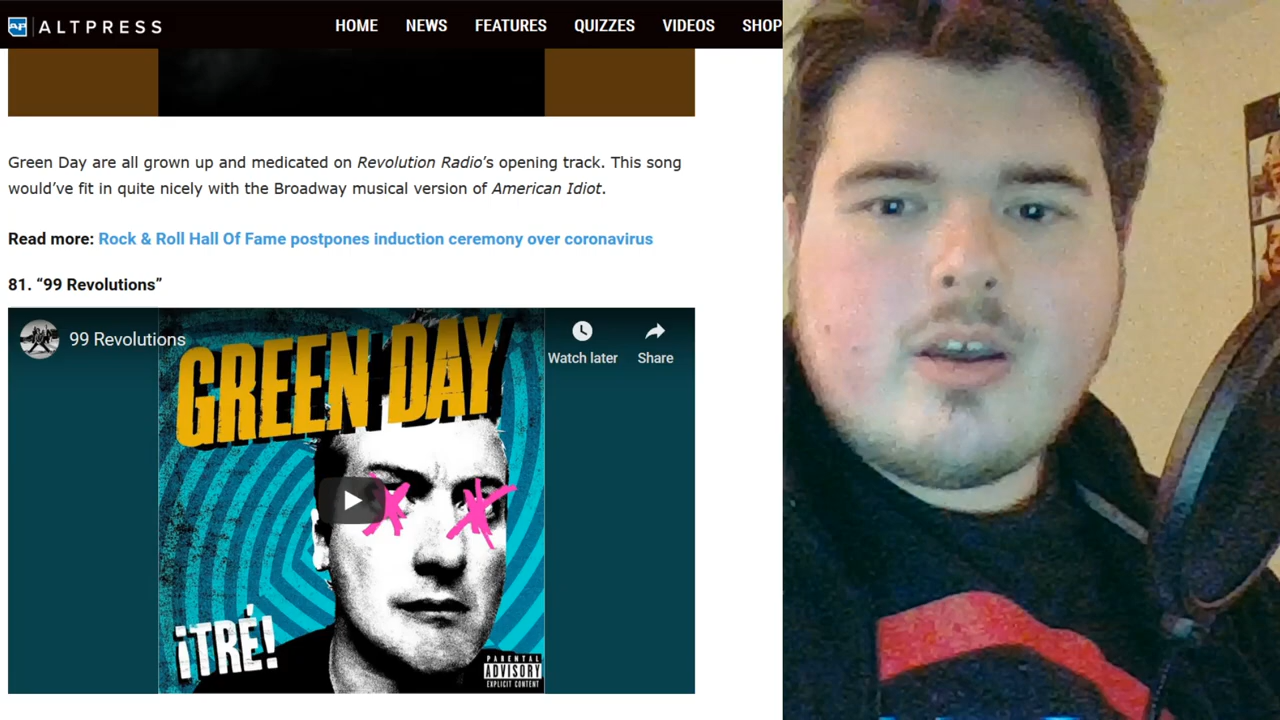 AP ALTPRESS HOME NEWS FEATURES QUIZZES VIDEOS SHOP
Green Day are all grown up and medicated on Revolution Radio’s opening track. This song
would’ve fit in quite nicely with the Broadway musical version of American Idiot.
Read more: Rock & Roll Hall Of Fame postpones induction ceremony over coronavirus
81. “99 Revolutions”
99 Revolutions
Watch later
Share
GREEN DAY
¡TRÉ!
PARENTAL
ADVISORY
EXPLICIT CONTENT